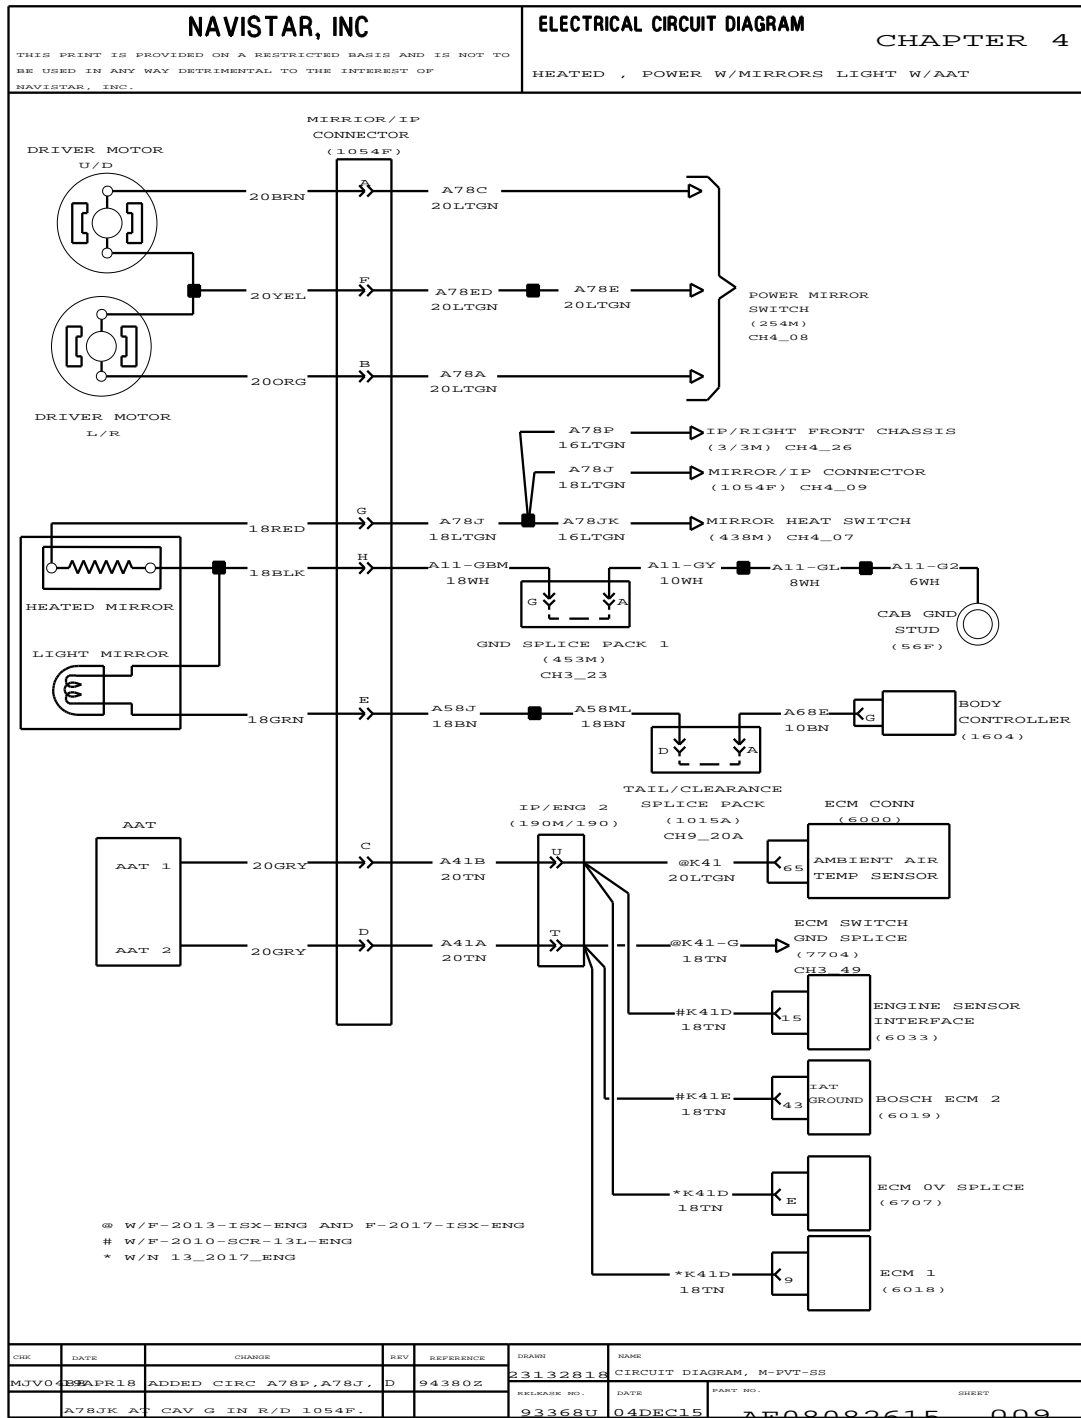 NAVISTAR, INC
THIS PRINT IS PROVIDED ON A RESTRICTED BASIS AND IS NOT TO
BE USED IN ANY WAY DETRIMENTAL TO THE INTEREST OF
NAVISTAR, INC.
ELECTRICAL CIRCUIT DIAGRAM
CHAPTER 4
HEATED , POWER W/MIRRORS LIGHT W/AAT
MIRRIOR/IP
CONNECTOR
(1054F)
DRIVER MOTOR
U/D
20BRN
A
A78C
20LTGN
20YEL
F
A78ED
20LTGN
A78E
20LTGN
POWER MIRROR
SWITCH
(254M)
CH4_08
20ORG
B
A78A
20LTGN
DRIVER MOTOR
L/R
A78P
16LTGN
IP/RIGHT FRONT CHASSIS
(3/3M) CH4_26
A78J
18LTGN
MIRROR/IP CONNECTOR
(1054F) CH4_09
18RED
G
A78J
18LTGN
A78JK
16LTGN
MIRROR HEAT SWITCH
(438M) CH4_07
18BLK
H
A11-GBM
18WH
A11-GY
10WH
A11-GL
8WH
A11-G2
6WH
HEATED MIRROR
G
A
CAB GND
STUD
(56F)
LIGHT MIRROR
GND SPLICE PACK 1
(453M)
CH3_23
18GRN
E
A58J
18BN
A58ML
18BN
A68E
10BN
G
BODY
CONTROLLER
(1604)
D
A
TAIL/CLEARANCE
SPLICE PACK
(1015A)
CH9_20A
IP/ENG 2
(190M/190)
ECM CONN
(6000)
AAT
AAT 1
20GRY
C
A41B
20TN
U
@K41
20LTGN
65
AMBIENT AIR
TEMP SENSOR
AAT 2
20GRY
D
A41A
20TN
T
@K41-G
18TN
ECM SWITCH
GND SPLICE
(7704)
CH3_49
#K41D
18TN
15
ENGINE SENSOR
INTERFACE
(6033)
#K41E
18TN
43
IAT
GROUND
BOSCH ECM 2
(6019)
*K41D
18TN
E
ECM 0V SPLICE
(6707)
*K41D
18TN
9
ECM 1
(6018)
@ W/F-2013-ISX-ENG AND F-2017-ISX-ENG
# W/F-2010-SCR-13L-ENG
* W/N 13_2017_ENG
CHK DATE CHANGE REV REFERENCE DRAWN NAME
ADDED CIRC A78P,A78J, D 94380Z 23132818 CIRCUIT DIAGRAM, M-PVT-SS
A78JK AT CAV G IN R/D 1054F.
RELEASE NO. DATE PART NO. SHEET
93368U 04DEC15 AE08082615 009